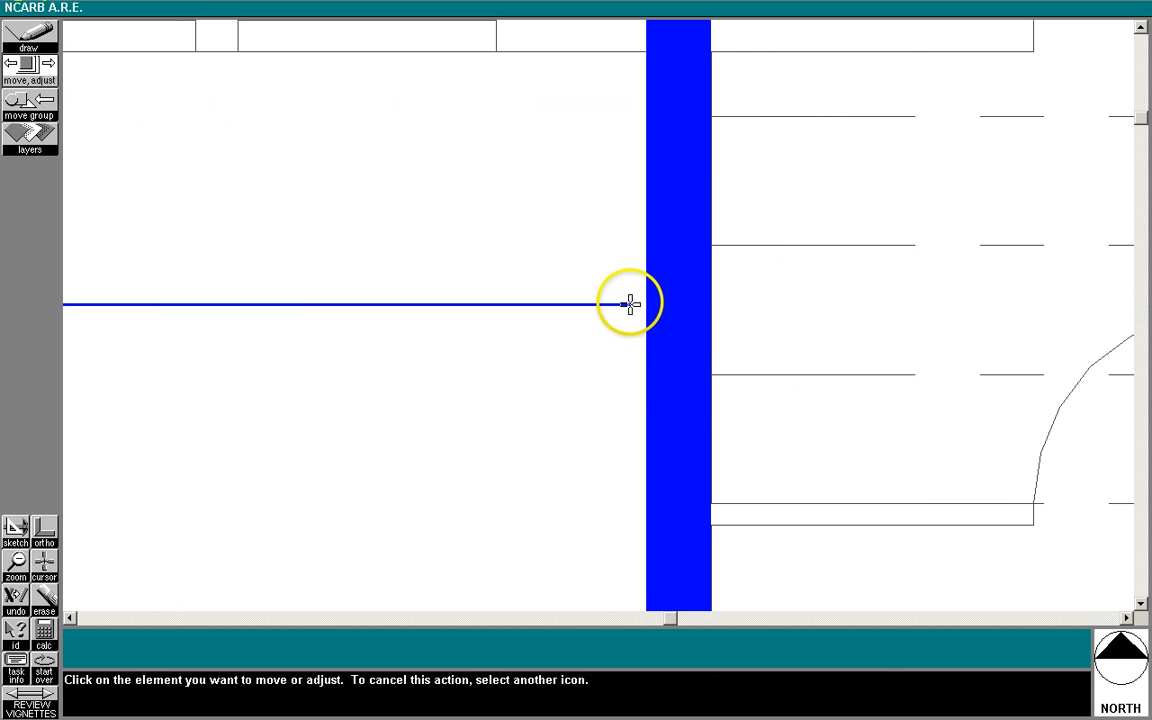 NCARB A.R.E.
draw
move, adjust
move group
layers
sketch
ortho
zoom
cursor
undo
erase
id
calc
task info
start over
REVIEW VIGNETTES
Click on the element you want to move or adjust. To cancel this action, select another icon.
NORTH